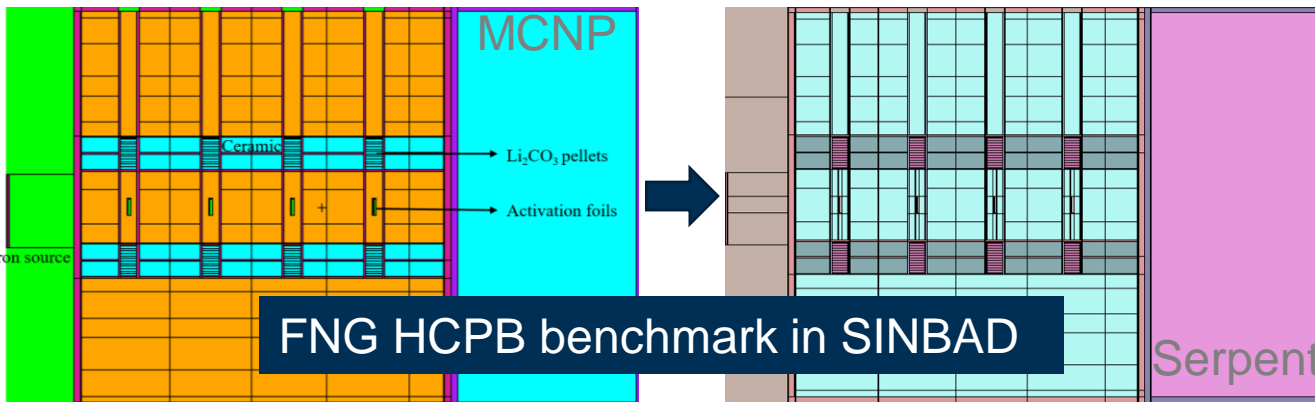 MCNP
Ceramic
Li₂CO₃ pellets
Activation foils
ron source
FNG HCPB benchmark in SINBAD
Serpent